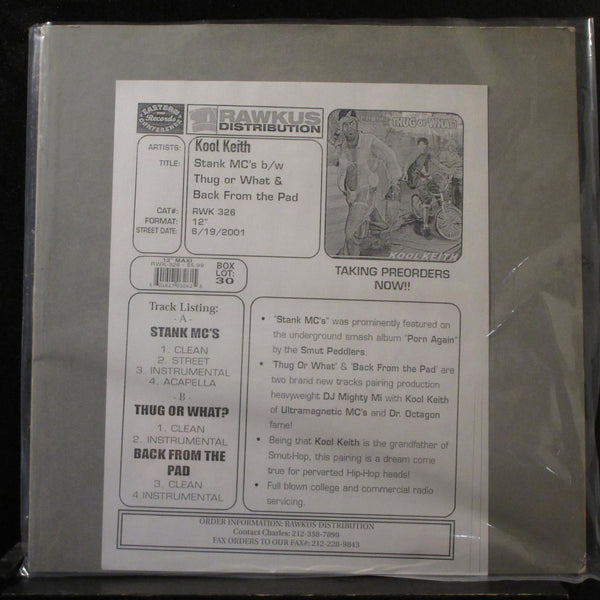 EASTERN
Records
CONFERENCE
RAWKUS
DISTRIBUTION
ARTISTS: Kool Keith
TITLE: Stank MC's b/w
Thug or What &
Back From the Pad
CAT#: RWK 326
FORMAT: 12"
STREET DATE: 6/19/2001
THUG OR WHAT?
KOOL KEITH
12" MAXI
RWK-326 - $5.98
BOX
LOT:
30
TAKING PREORDERS
NOW!!
Track Listing:
- A -
STANK MC'S
1. CLEAN
2. STREET
3. INSTRUMENTAL
4. ACAPELLA
- B -
THUG OR WHAT?
1. CLEAN
2. INSTRUMENTAL
BACK FROM THE
PAD
3. CLEAN
4. INSTRUMENTAL
• "Stank MC's" was prominently featured on
the underground smash album "Porn Again"
by the Smut Peddlers.
• 'Thug Or What' & 'Back From the Pad' are
two brand new tracks pairing production
heavyweight DJ Mighty Mi with Kool Keith
of Ultramagnetic MC's and Dr. Octagon
fame!
• Being that Kool Keith is the grandfather of
Smut-Hop, this pairing is a dream come
true for perverted Hip-Hop heads!
• Full blown college and commercial radio
servicing.
ORDER INFORMATION: RAWKUS DISTRIBUTION
Contact Charles: 212-358-7890
FAX ORDERS TO OUR FAX#: 212-228-9843